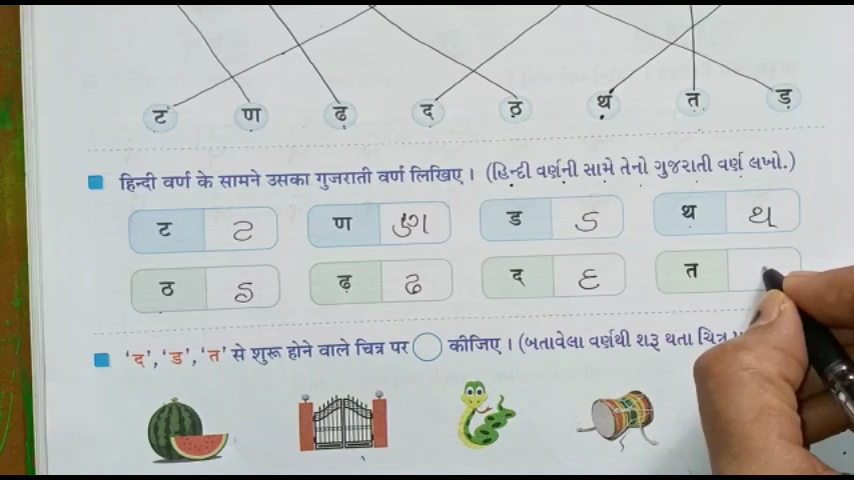 ट ण ढ़ द ठ थ त ड़
हिन्दी वर्ण के सामने उसका गुजराती वर्ण लिखिए । (હિન્દી વર્ણની સામે તેનો ગુજરાતી વર્ણ લખો.)
ट ટ ण ણ ड ડ थ થ
ठ ઠ ढ़ ઢ द દ त
'द', 'ड', 'त' से शुरू होने वाले चित्र पर कीजिए । (બતાવેલા વર્ણથી શરૂ થતા ચિત્ર